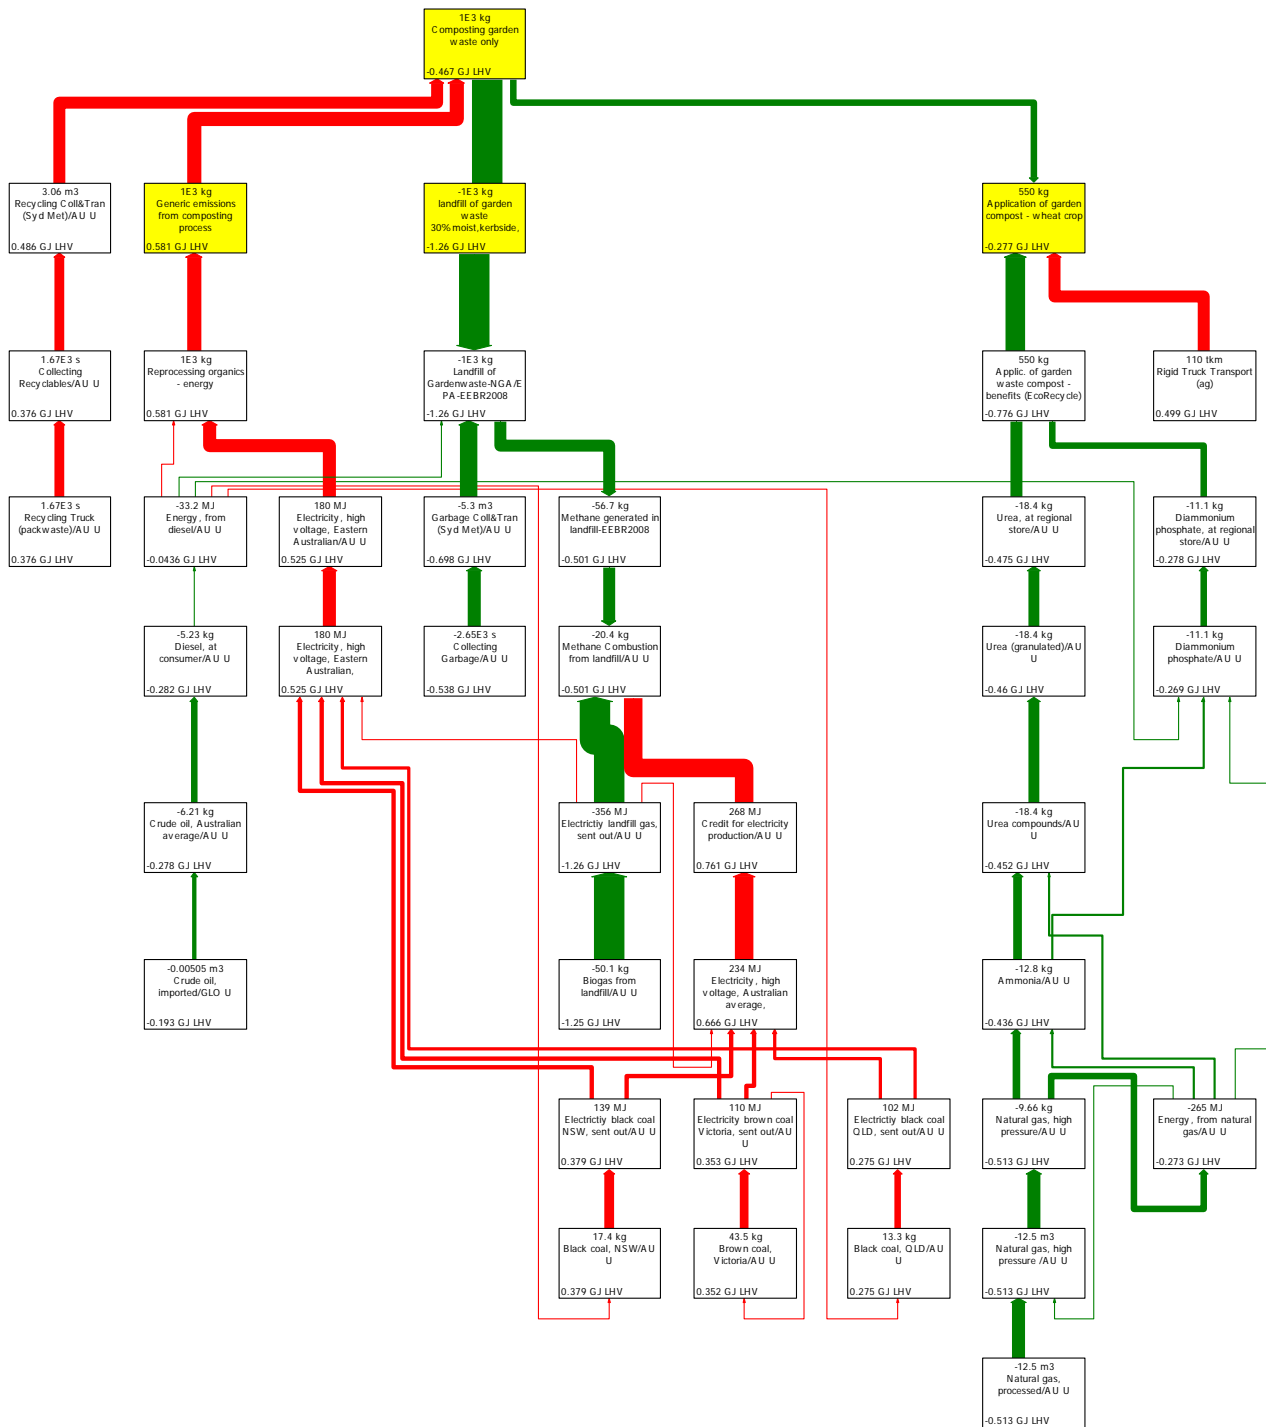 1E3 kg
Composting garden
waste only
-0.467 GJ LHV
3.06 m3
Recycling Coll&Tran
(Syd Met)/AU U
0.486 GJ LHV
1E3 kg
Generic emissions
from composting
process
0.581 GJ LHV
-1E3 kg
landfill of garden
waste
30% moist,kerbside,
-1.26 GJ LHV
550 kg
Application of garden
compost - wheat crop
-0.277 GJ LHV
1.67E3 s
Collecting
Recyclables/AU U
0.376 GJ LHV
1E3 kg
Reprocessing organics
- energy
0.581 GJ LHV
-1E3 kg
Landfill of
Gardenwaste-NGA/E
PA-EEBR2008
-1.26 GJ LHV
550 kg
Applic. of garden
waste compost -
benefits (EcoRecycle)
-0.776 GJ LHV
110 tkm
Rigid Truck Transport
(ag)
0.499 GJ LHV
1.67E3 s
Recycling Truck
(packwaste)/AU U
0.376 GJ LHV
-33.2 MJ
Energy, from
diesel/AU U
-0.0436 GJ LHV
180 MJ
Electricity, high
voltage, Eastern
Australian/AU U
0.525 GJ LHV
-5.3 m3
Garbage Coll&Tran
(Syd Met)/AU U
-0.698 GJ LHV
-56.7 kg
Methane generated in
landfill-EEBR2008
-0.501 GJ LHV
-18.4 kg
Urea, at regional
store/AU U
-0.475 GJ LHV
-11.1 kg
Diammonium
phosphate, at regional
store/AU U
-0.278 GJ LHV
-5.23 kg
Diesel, at
consumer/AU U
-0.282 GJ LHV
180 MJ
Electricity, high
voltage, Eastern
Australian,
0.525 GJ LHV
-2.65E3 s
Collecting
Garbage/AU U
-0.538 GJ LHV
-20.4 kg
Methane Combustion
from landfill/AU U
-0.501 GJ LHV
-18.4 kg
Urea (granulated)/AU
U
-0.46 GJ LHV
-11.1 kg
Diammonium
phosphate/AU U
-0.269 GJ LHV
-6.21 kg
Crude oil, Australian
average/AU U
-0.278 GJ LHV
-356 MJ
Electrictiy landfill gas,
sent out/AU U
-1.26 GJ LHV
268 MJ
Credit for electricity
production/AU U
0.761 GJ LHV
-18.4 kg
Urea compounds/AU
U
-0.452 GJ LHV
-0.00505 m3
Crude oil,
imported/GLO U
-0.193 GJ LHV
-50.1 kg
Biogas from
landfill/AU U
-1.25 GJ LHV
234 MJ
Electricity, high
voltage, Australian
average,
0.666 GJ LHV
-12.8 kg
Ammonia/AU U
-0.436 GJ LHV
139 MJ
Electrictiy black coal
NSW, sent out/AU U
0.379 GJ LHV
110 MJ
Electricity brown coal
Victoria, sent out/AU
U
0.353 GJ LHV
102 MJ
Electrictiy black coal
QLD, sent out/AU U
0.275 GJ LHV
-9.66 kg
Natural gas, high
pressure/AU U
-0.513 GJ LHV
-265 MJ
Energy, from natural
gas/AU U
-0.273 GJ LHV
17.4 kg
Black coal, NSW/AU
U
0.379 GJ LHV
43.5 kg
Brown coal,
Victoria/AU U
0.352 GJ LHV
13.3 kg
Black coal, QLD/AU
U
0.275 GJ LHV
-12.5 m3
Natural gas, high
pressure /AU U
-0.513 GJ LHV
-12.5 m3
Natural gas,
processed/AU U
-0.513 GJ LHV